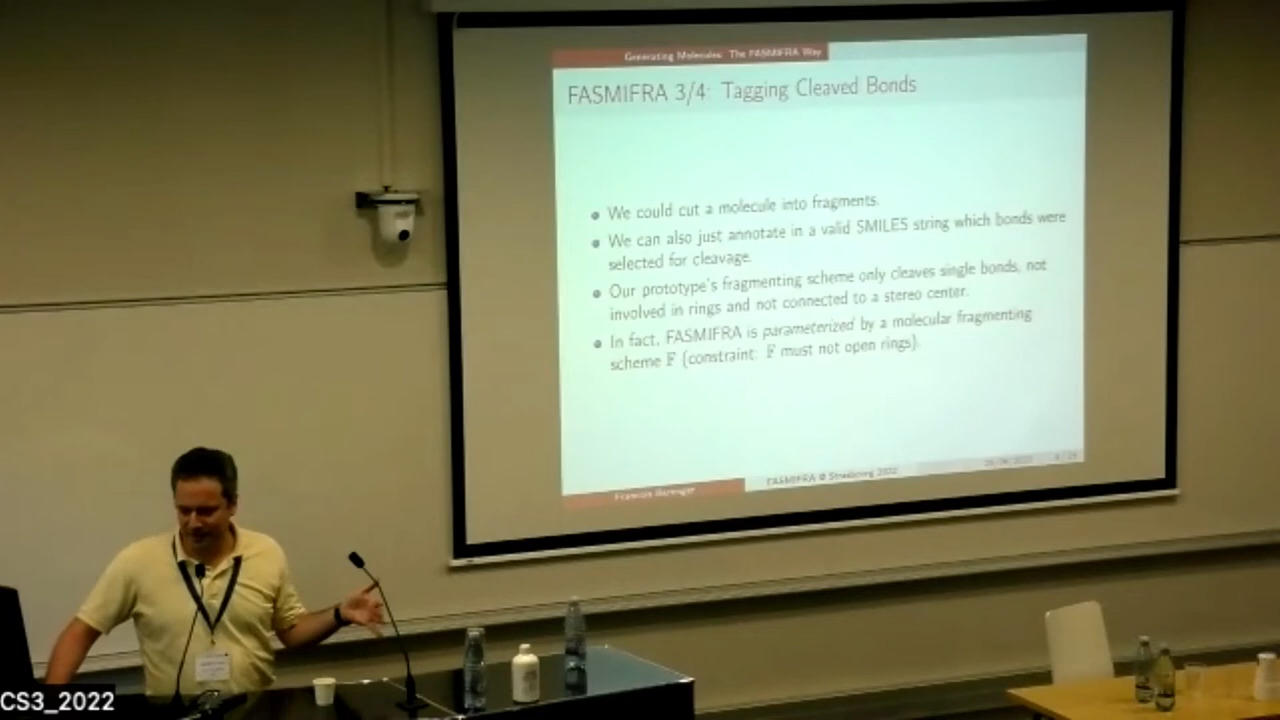 Generating Molecules: The FASMIFRA Way
FASMIFRA 3/4: Tagging Cleaved Bonds
We could cut a molecule into fragments.
We can also just annotate in a valid SMILES string which bonds were
selected for cleavage.
Our prototype's fragmenting scheme only cleaves single bonds, not
involved in rings and not connected to a stereo center.
In fact, FASMIFRA is parameterized by a molecular fragmenting
scheme F (constraint: F must not open rings).
FASMIFRA @ Strasbourg 2022
CS3_2022